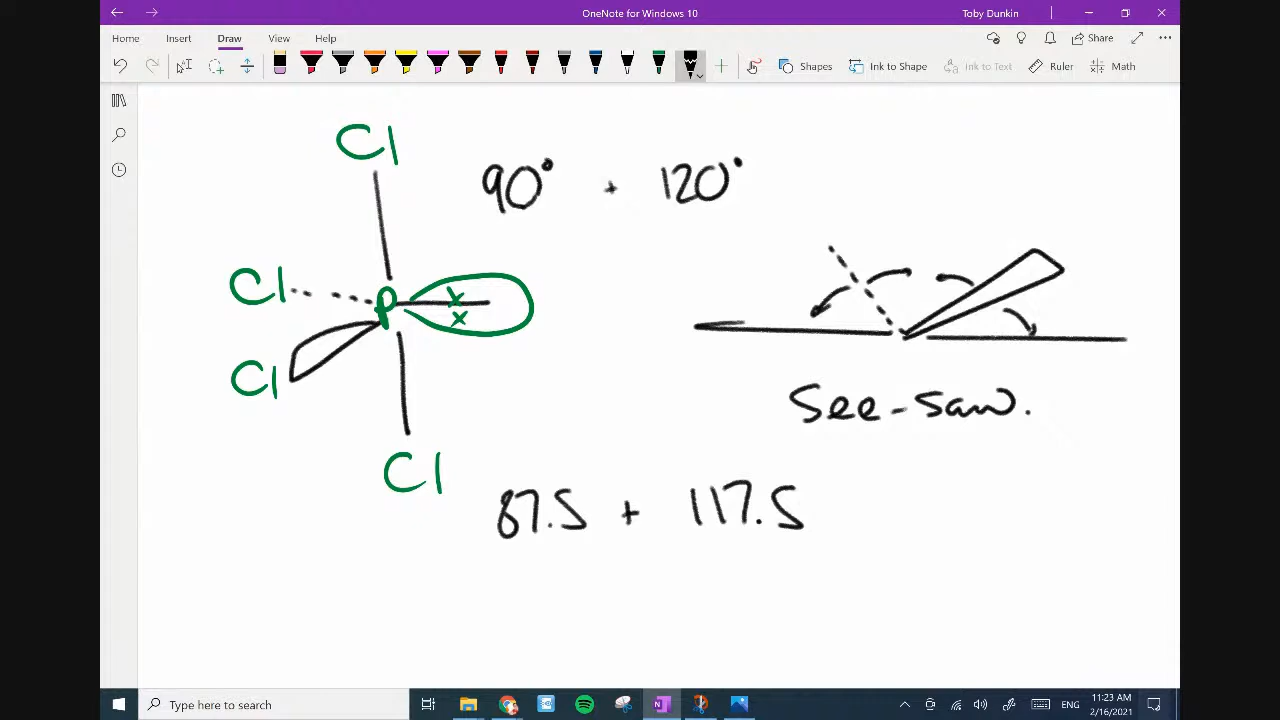 OneNote for Windows 10
Toby Dunkin
Home Insert Draw View Help
Share
Shapes Ink to Shape Ink to Text Ruler Math
Cl
90° + 120°
Cl
P x
x
Cl
See-saw.
Cl
87.5 + 117.5
Type here to search
ENG
11:23 AM
2/16/2021